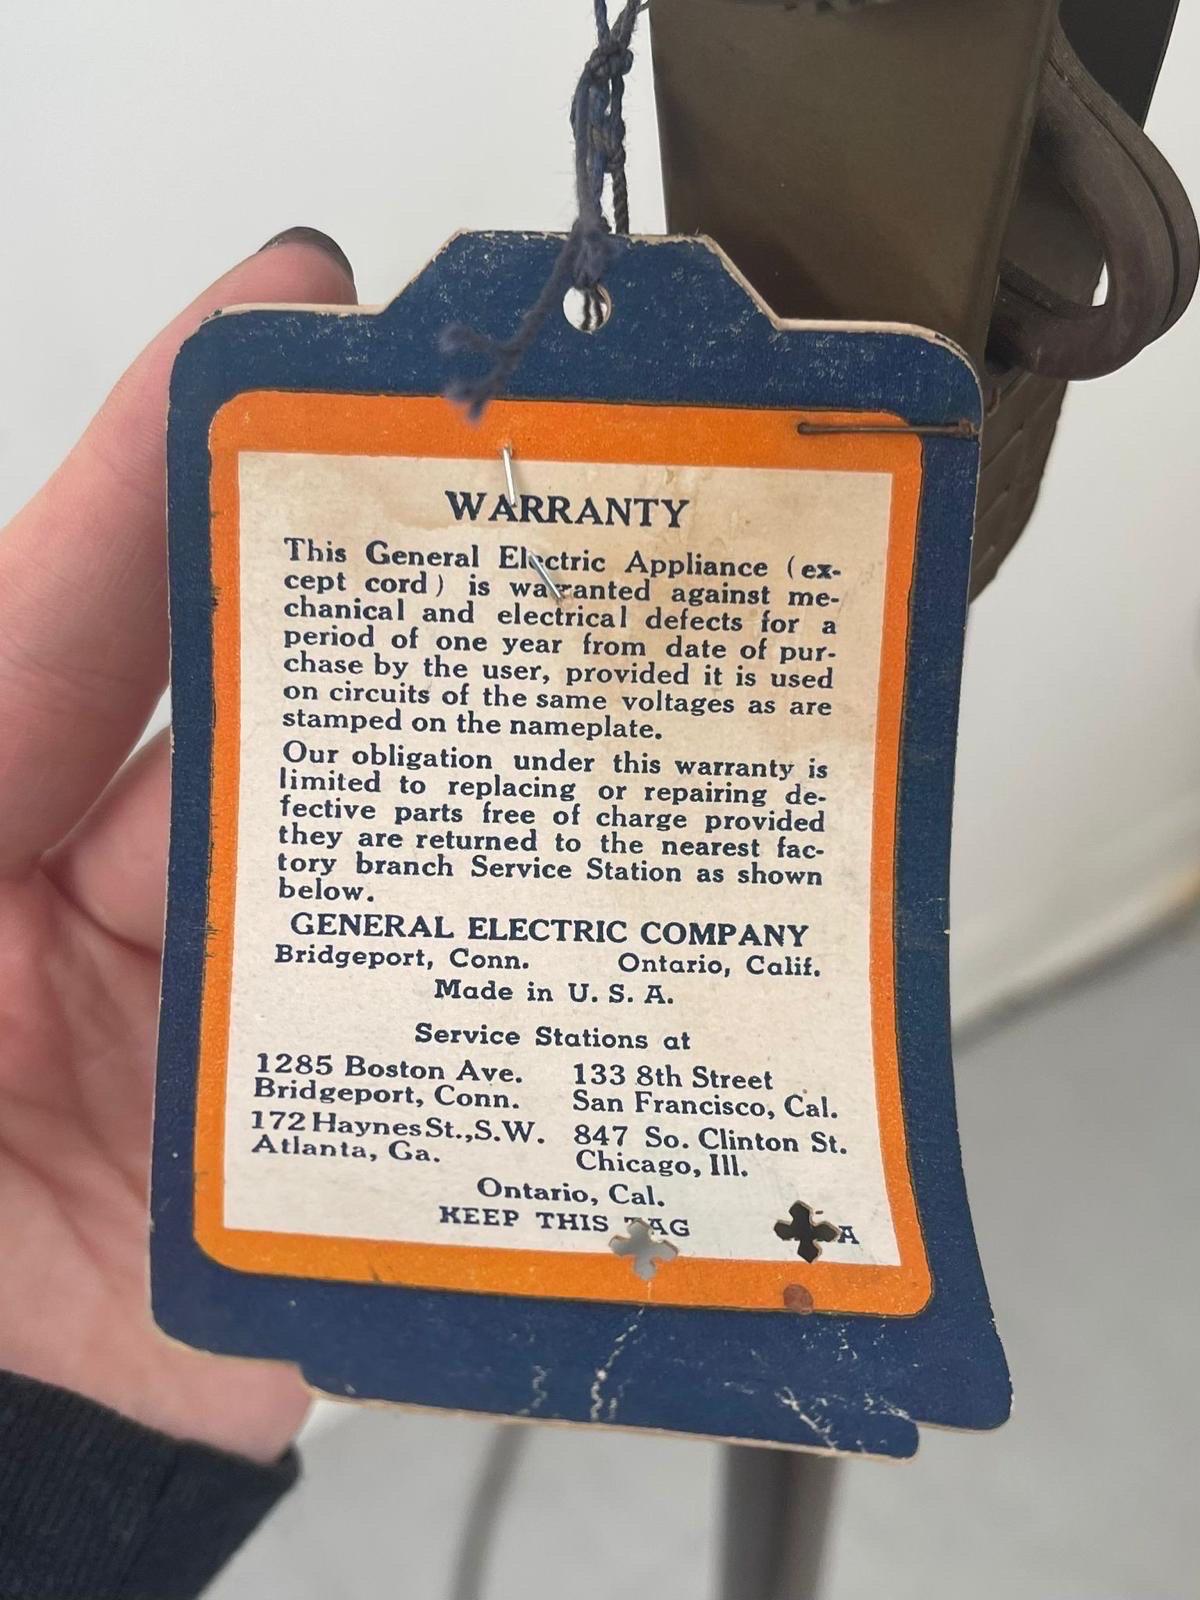 WARRANTY
This General Electric Appliance (ex-
cept cord) is warranted against me-
chanical and electrical defects for a
period of one year from date of pur-
chase by the user, provided it is used
on circuits of the same voltages as are
stamped on the nameplate.
Our obligation under this warranty is
limited to replacing or repairing de-
fective parts free of charge provided
they are returned to the nearest fac-
tory branch Service Station as shown
below.
GENERAL ELECTRIC COMPANY
Bridgeport, Conn. Ontario, Calif.
Made in U. S. A.
Service Stations at
1285 Boston Ave.
Bridgeport, Conn.
172 Haynes St., S.W.
Atlanta, Ga.
133 8th Street
San Francisco, Cal.
847 So. Clinton St.
Chicago, Ill.
Ontario, Cal.
KEEP THIS TAG
A